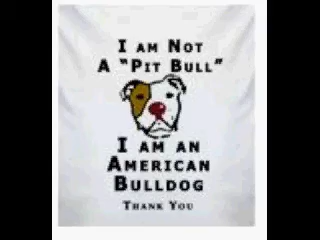 I am Not
A "Pit Bull"
I am an
American
Bulldog
Thank You